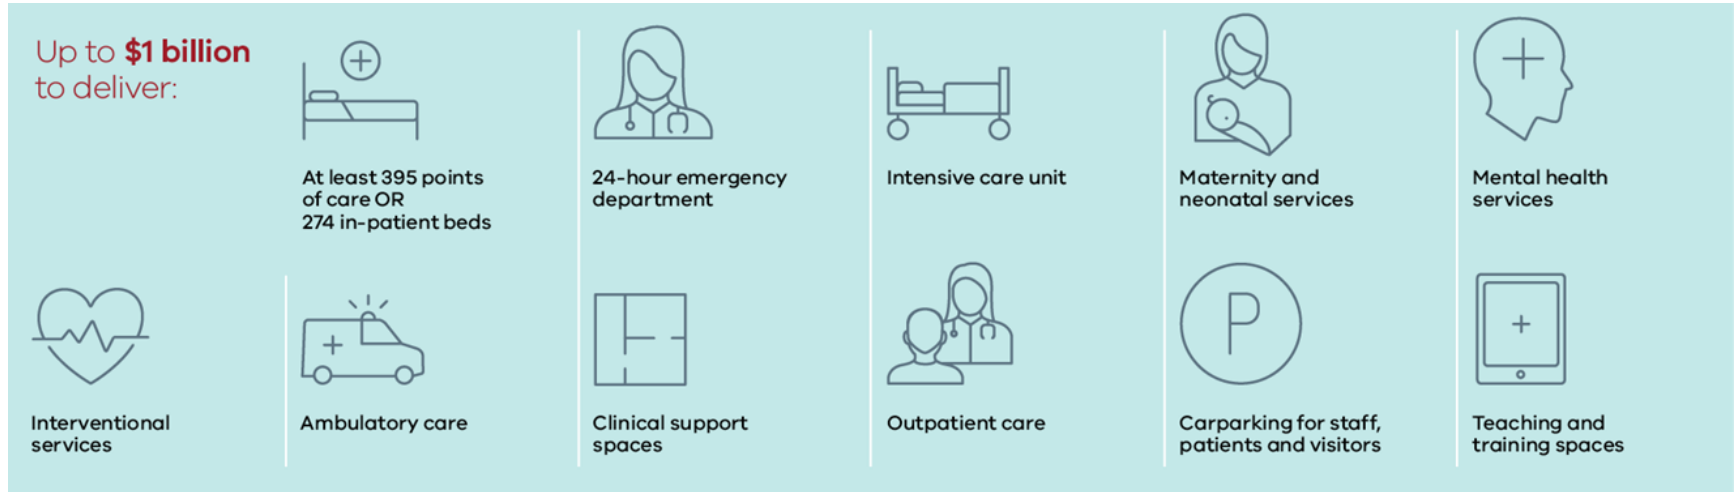 Up to $1 billion
to deliver:
At least 395 points
of care OR
274 in-patient beds
24-hour emergency
department
Intensive care unit
Maternity and
neonatal services
Mental health
services
Interventional
services
Ambulatory care
Clinical support
spaces
Outpatient care
P
Carparking for staff,
patients and visitors
Teaching and
training spaces